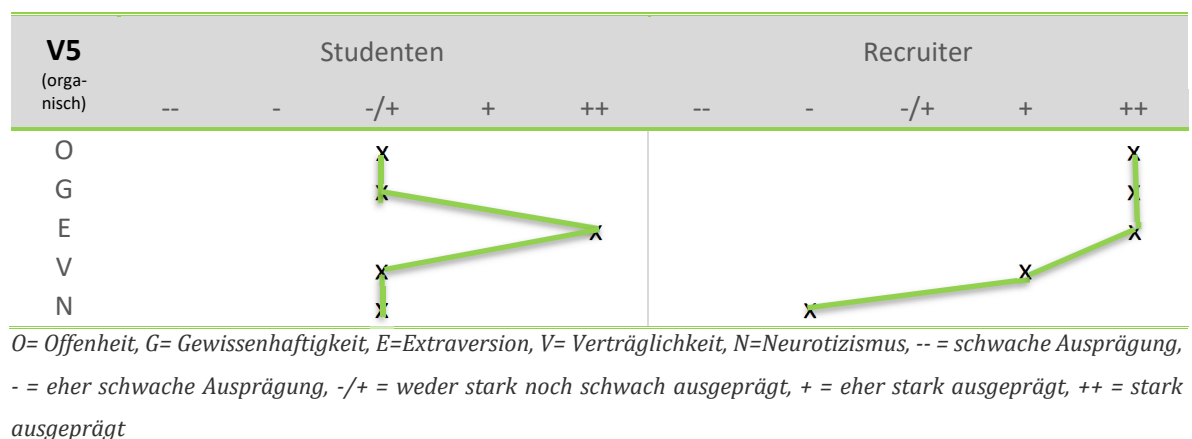 V5 Studenten Recruiter
(orga-
nisch) -- - -/+ + ++ -- - -/+ + ++
O x x
G x x
E x x
V x x
N x x
O= Offenheit, G= Gewissenhaftigkeit, E=Extraversion, V= Verträglichkeit, N=Neurotizismus, -- = schwache Ausprägung,
- = eher schwache Ausprägung, -/+ = weder stark noch schwach ausgeprägt, + = eher stark ausgeprägt, ++ = stark
ausgeprägt